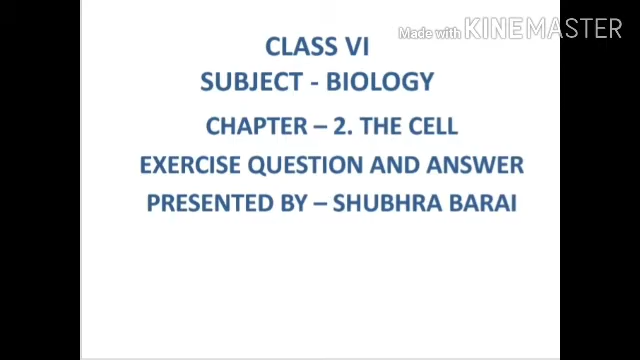 Made with KINEMASTER
CLASS VI
SUBJECT - BIOLOGY
CHAPTER – 2. THE CELL
EXERCISE QUESTION AND ANSWER
PRESENTED BY – SHUBHRA BARAI